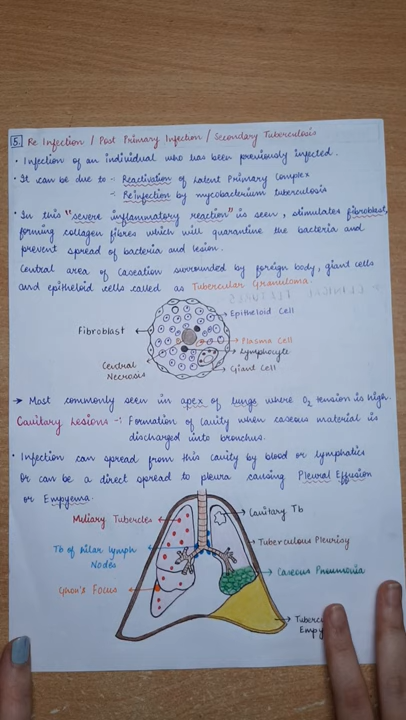 5. Re Infection / Post Primary Infection / Secondary Tuberculosis
• Infection of an individual who has been previously infected.
• It can be due to :- Reactivation of Latent Primary Complex
:- Reinfection by mycobacterium tuberculosis
• In this "severe inflammatory reaction" is seen, stimulates fibroblast,
forming collagen fibres which will quarantine the bacteria and
prevent spread of bacteria and lesion.
Central area of Caseation surrounded by foreign body, giant cells
and epitheloid cells called as Tubercular Granuloma.
Epitheloid Cell
Fibroblast
Plasma Cell
Lymphocyte
Central
Necrosis
Giant Cell
→ Most commonly seen in apex of lungs where O2 tension is high.
Cavitary Lesions -: Formation of Cavity when caseous material is
discharged into bronchus.
• Infection can spread from this cavity by blood or lymphatics
or can be a direct spread to pleura causing Pleural Effusion
or Empyema.
Miliary Tubercles
Cavitary Tb
Tb of hilar lymph
Nodes
Tuberculous Pleurisy
Caseous Pneumonia
Ghon's Focus
Empy